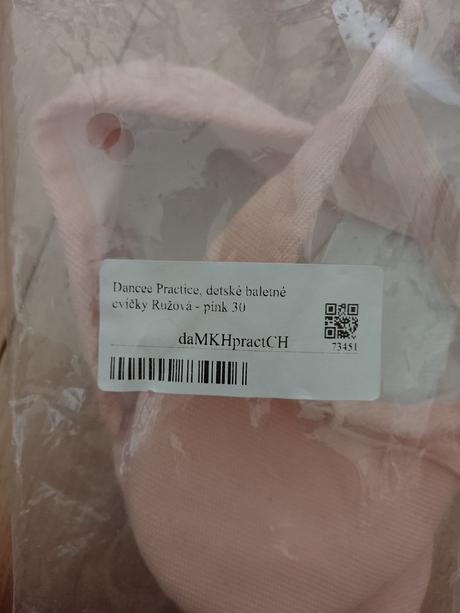 Dancee Practice, detské baletné
cvičky Ružová - pink 30
daMKHpractCH
73451